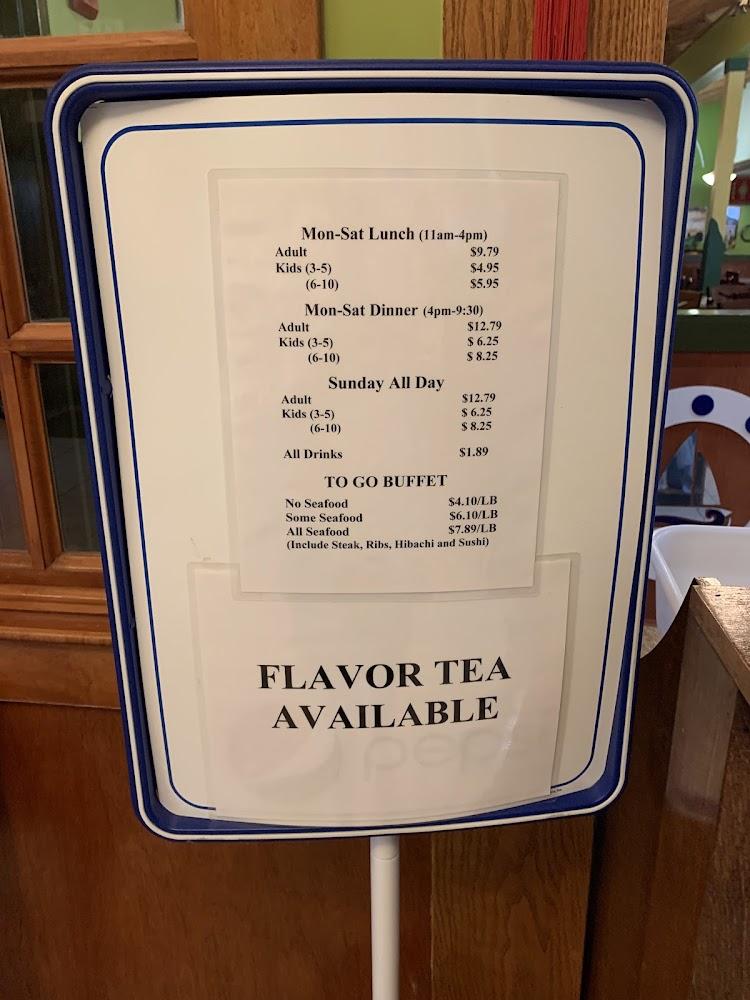 Mon-Sat Lunch (11am-4pm)
Adult $9.79
Kids (3-5) $4.95
(6-10) $5.95
Mon-Sat Dinner (4pm-9:30)
Adult $12.79
Kids (3-5) $ 6.25
(6-10) $ 8.25
Sunday All Day
Adult $12.79
Kids (3-5) $ 6.25
(6-10) $ 8.25
All Drinks $1.89
TO GO BUFFET
No Seafood $4.10/LB
Some Seafood $6.10/LB
All Seafood $7.89/LB
(Include Steak, Ribs, Hibachi and Sushi)
FLAVOR TEA
AVAILABLE
pepsi